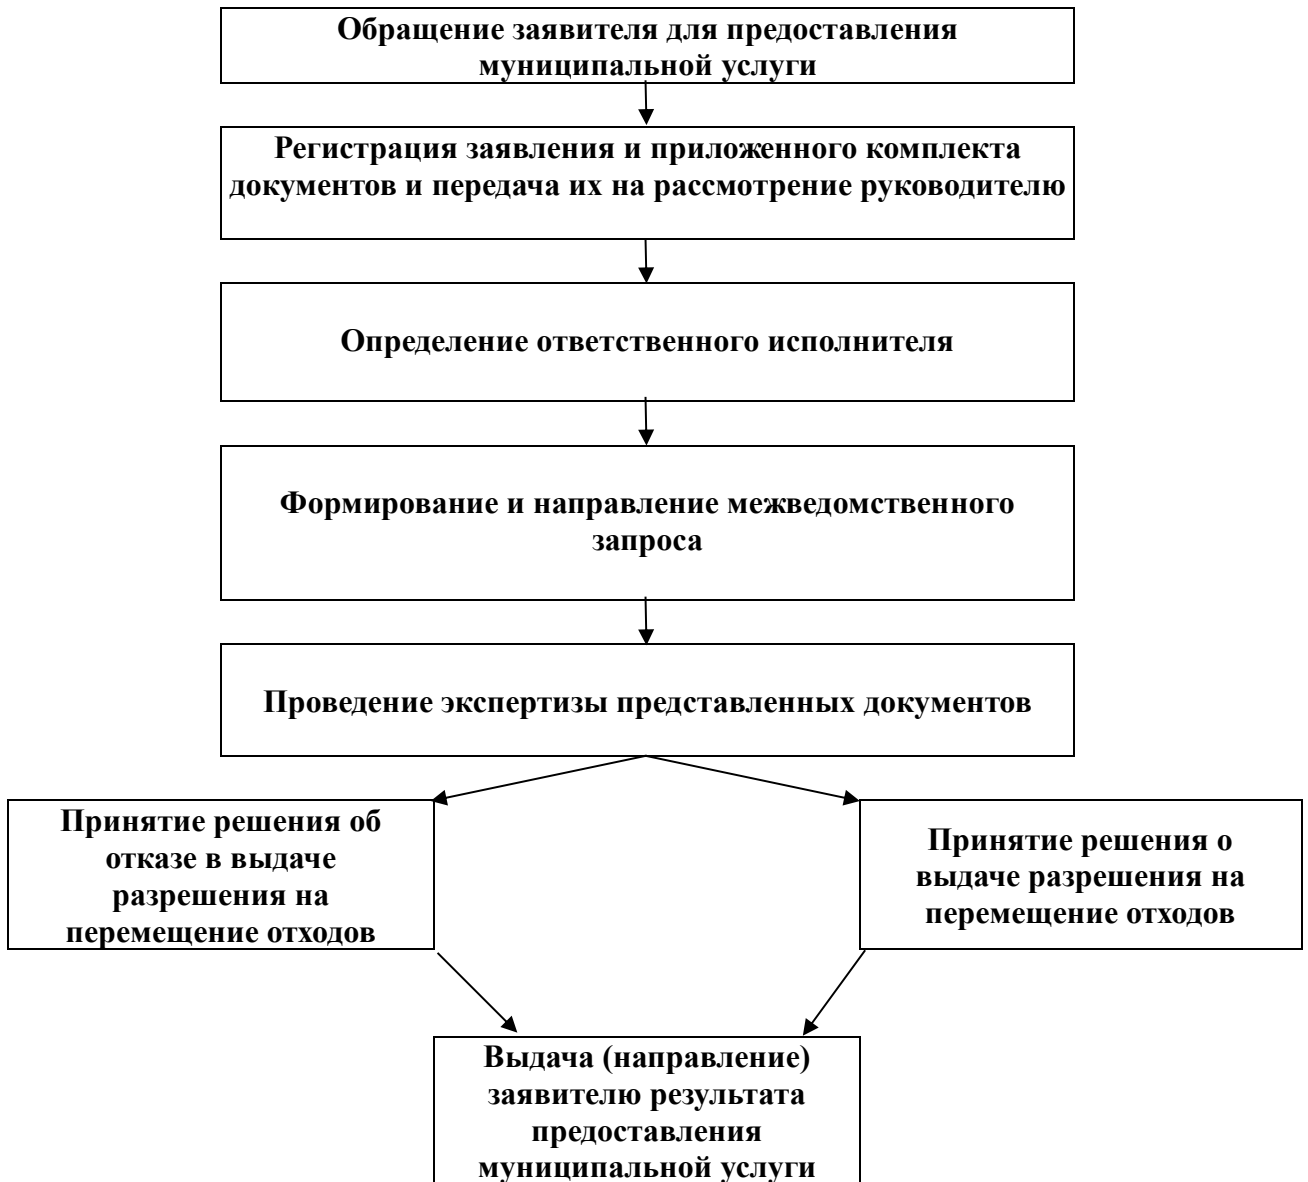 Обращение заявителя для предоставления
муниципальной услуги
Регистрация заявления и приложенного комплекта
документов и передача их на рассмотрение руководителю
Определение ответственного исполнителя
Формирование и направление межведомственного
запроса
Проведение экспертизы представленных документов
Принятие решения об
отказе в выдаче
разрешения на
перемещение отходов
Принятие решения о
выдаче разрешения на
перемещение отходов
Выдача (направление)
заявителю результата
предоставления
муниципальной услуги